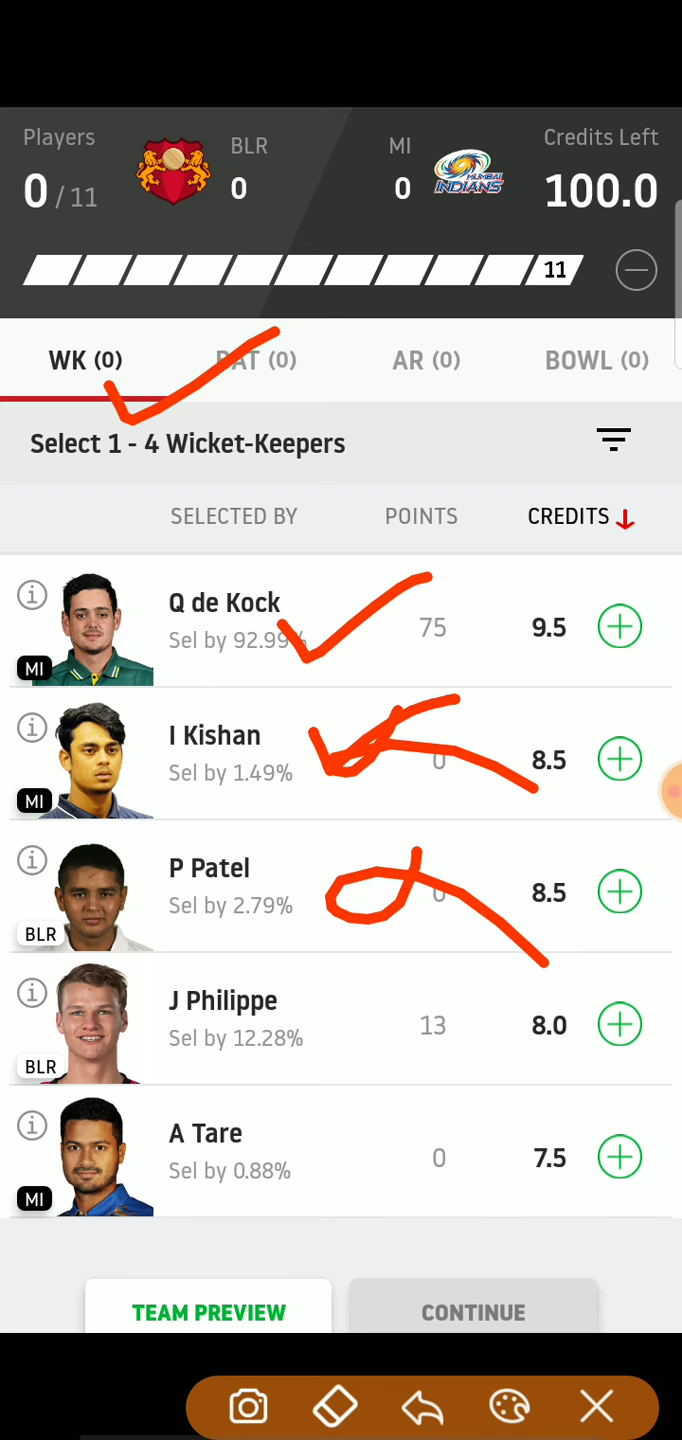 Players BLR MI Credits Left
0 / 11 0 0 100.0
MUMBAI INDIANS
11
WK (0) BAT (0) AR (0) BOWL (0)
Select 1 - 4 Wicket-Keepers
SELECTED BY POINTS CREDITS
Q de Kock
Sel by 92.99% 75 9.5
MI
I Kishan
Sel by 1.49% 0 8.5
MI
P Patel
Sel by 2.79% 0 8.5
BLR
J Philippe
Sel by 12.28% 13 8.0
BLR
A Tare
Sel by 0.88% 0 7.5
MI
TEAM PREVIEW CONTINUE